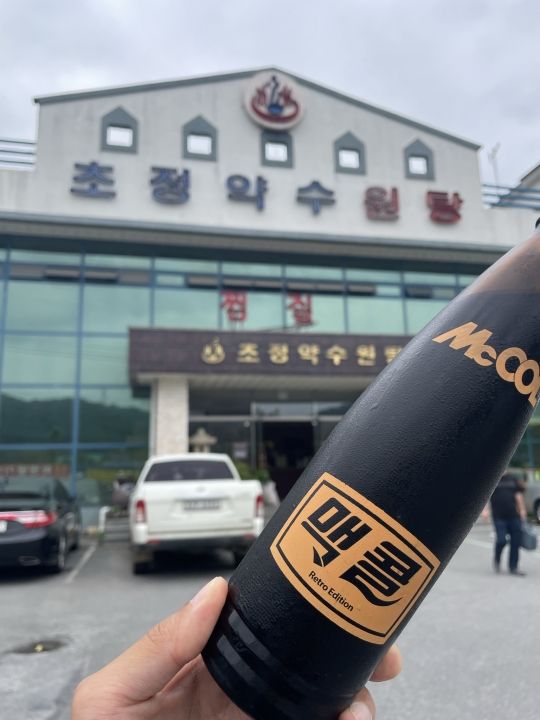 초정약수원탕
찜질
초정약수원탕
McCOL
맥콜
Retro Edition